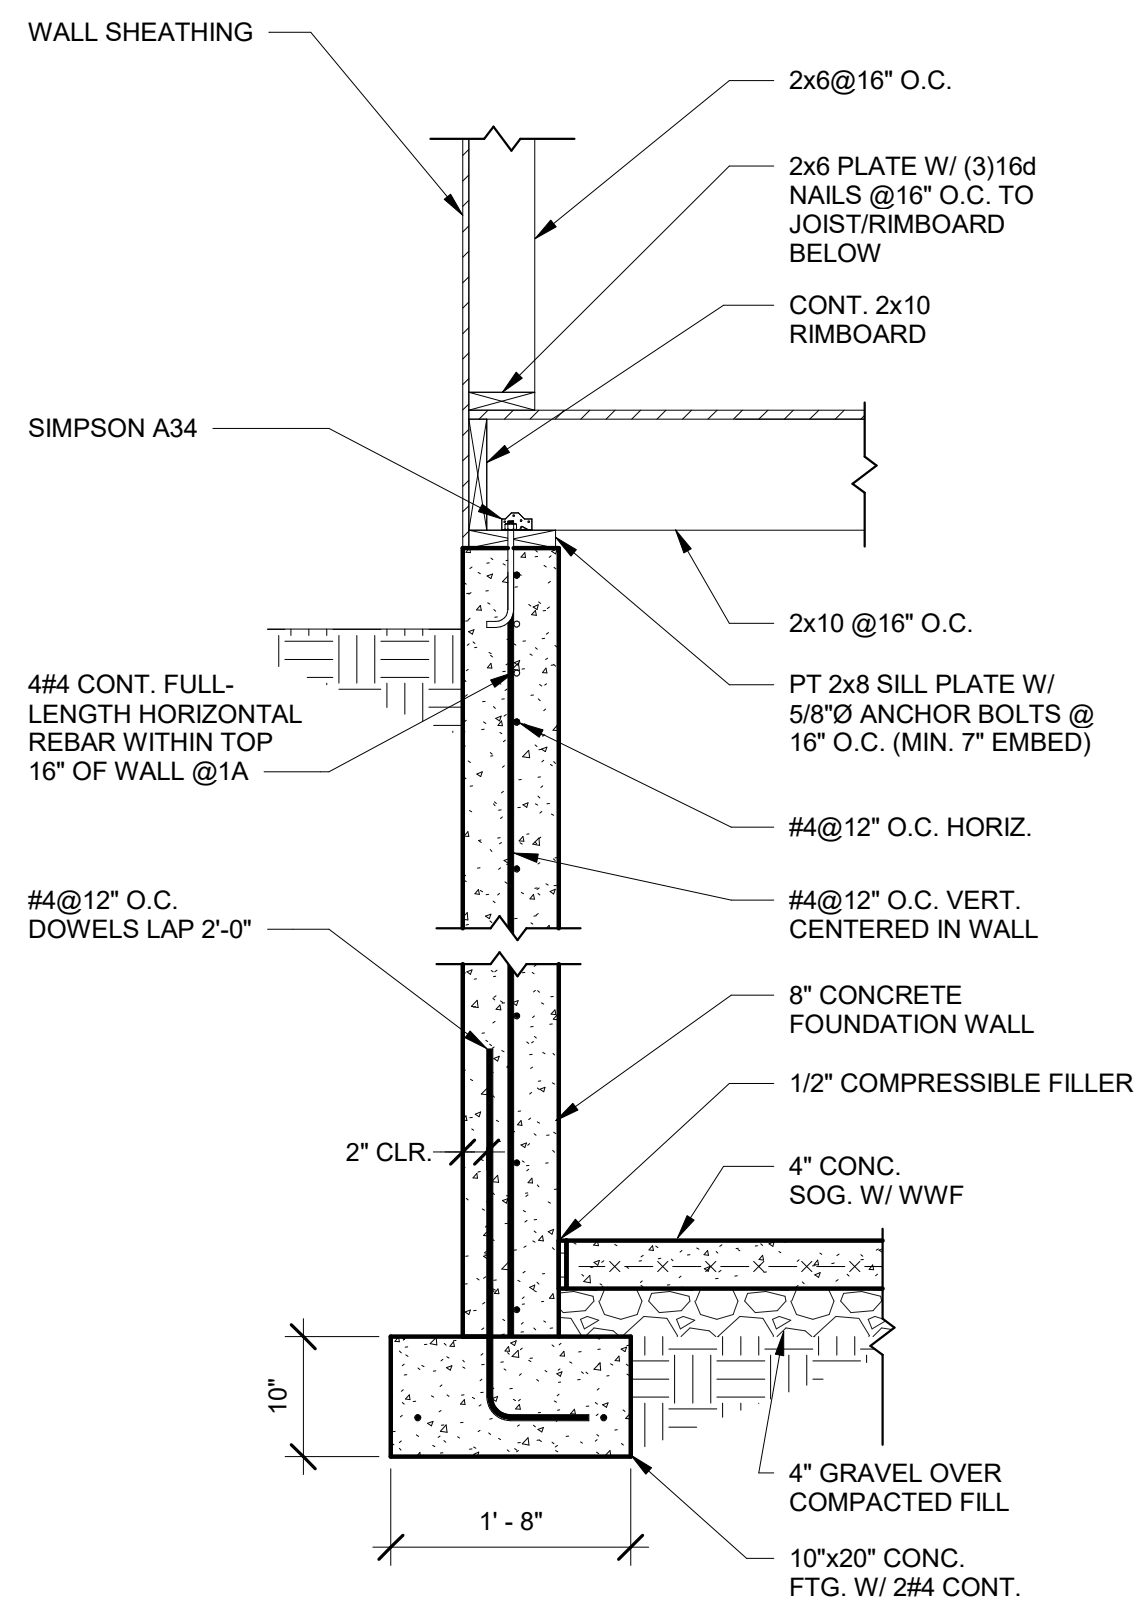 WALL SHEATHING
2x6@16" O.C.
2x6 PLATE W/ (3)16d
NAILS @16" O.C. TO
JOIST/RIMBOARD
BELOW
CONT. 2x10
RIMBOARD
SIMPSON A34
2x10 @16" O.C.
4#4 CONT. FULL-
LENGTH HORIZONTAL
REBAR WITHIN TOP
16" OF WALL @1A
PT 2x8 SILL PLATE W/
5/8"Ø ANCHOR BOLTS @
16" O.C. (MIN. 7" EMBED)
#4@12" O.C. HORIZ.
#4@12" O.C.
DOWELS LAP 2'-0"
#4@12" O.C. VERT.
CENTERED IN WALL
8" CONCRETE
FOUNDATION WALL
1/2" COMPRESSIBLE FILLER
2" CLR.
4" CONC.
SOG. W/ WWF
10"
4" GRAVEL OVER
COMPACTED FILL
1' - 8"
10"x20" CONC.
FTG. W/ 2#4 CONT.